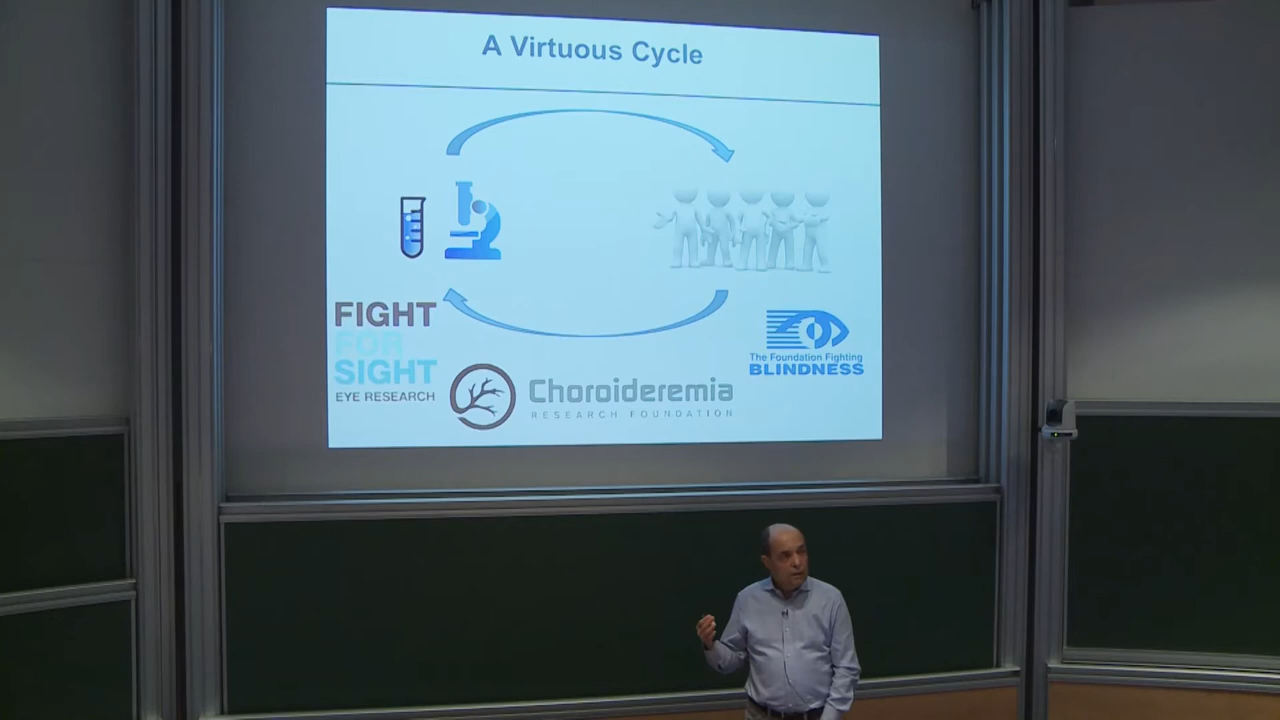 A Virtuous Cycle
FIGHT
FOR
SIGHT
EYE RESEARCH
Choroideremia
RESEARCH FOUNDATION
The Foundation Fighting
BLINDNESS